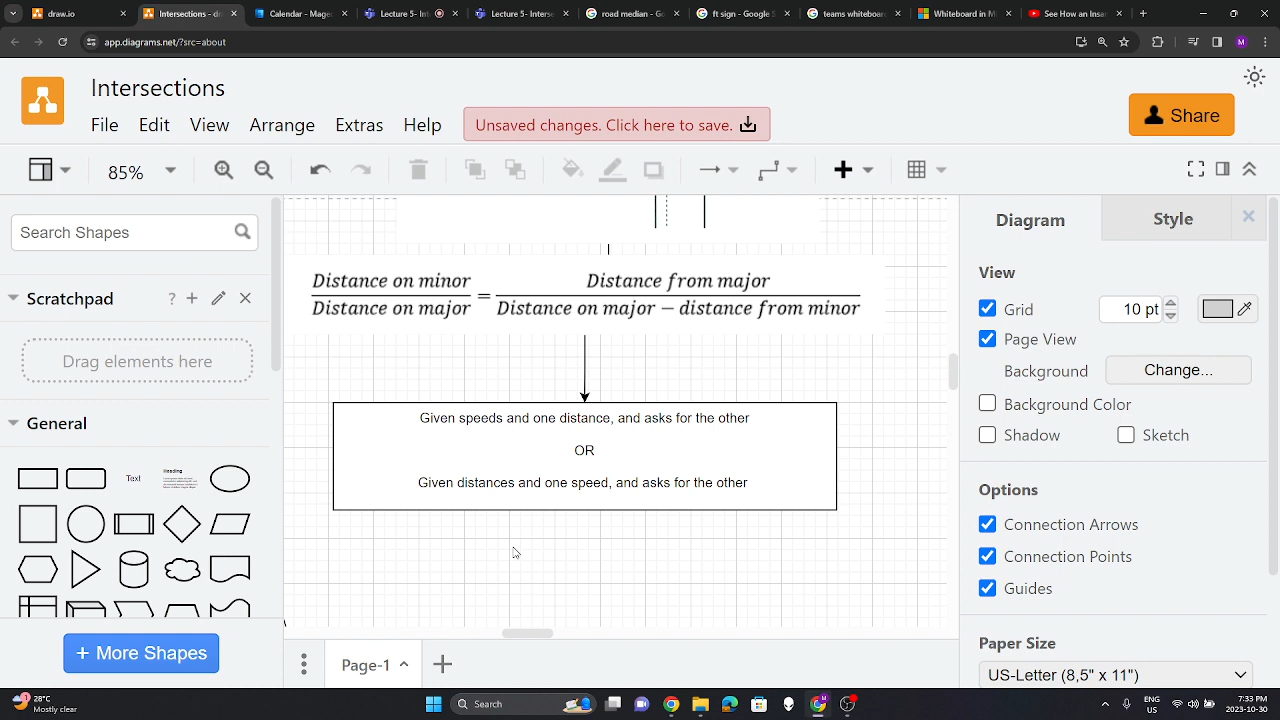 draw.io
Intersections - dr
Calendar - Mage
Lecture 5- Int
Lecture 5- Interse
road median - G
ft sign - Google S
teams whiteboar
Whiteboard in M
See How an Inse
app.diagrams.net/?src=about
Intersections
File Edit View Arrange Extras Help
Unsaved changes. Click here to save.
Share
85%
Search Shapes
Scratchpad
?
Drag elements here
General
Text
Heading
+ More Shapes
Distance on minor / Distance on major = Distance from major / Distance on major − distance from minor
Given speeds and one distance, and asks for the other
OR
Given distances and one speed, and asks for the other
Page-1
Diagram Style
View
Grid 10 pt
Page View
Background Change...
Background Color
Shadow Sketch
Options
Connection Arrows
Connection Points
Guides
Paper Size
US-Letter (8,5" x 11")
1
28°C
Mostly clear
Search
ENG
US
7:33 PM
2023-10-30